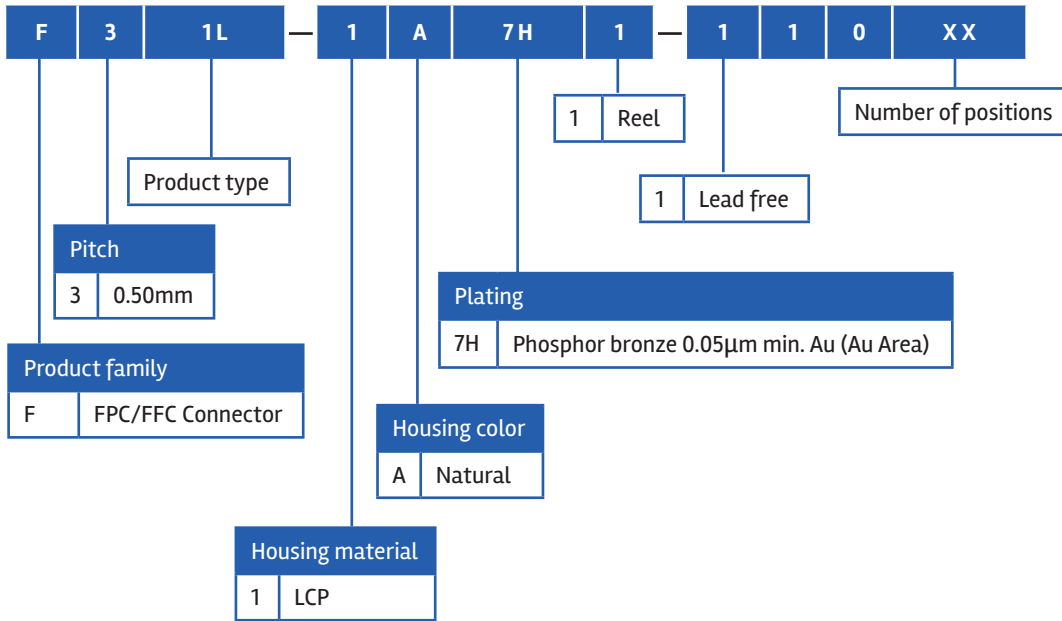 F 3 1L — 1 A 7H 1 — 1 1 0 XX
1 Reel
Number of positions
Product type
1 Lead free
Pitch
3 0.50mm
Plating
7H Phosphor bronze 0.05μm min. Au (Au Area)
Product family
F FPC/FFC Connector
Housing color
A Natural
Housing material
1 LCP